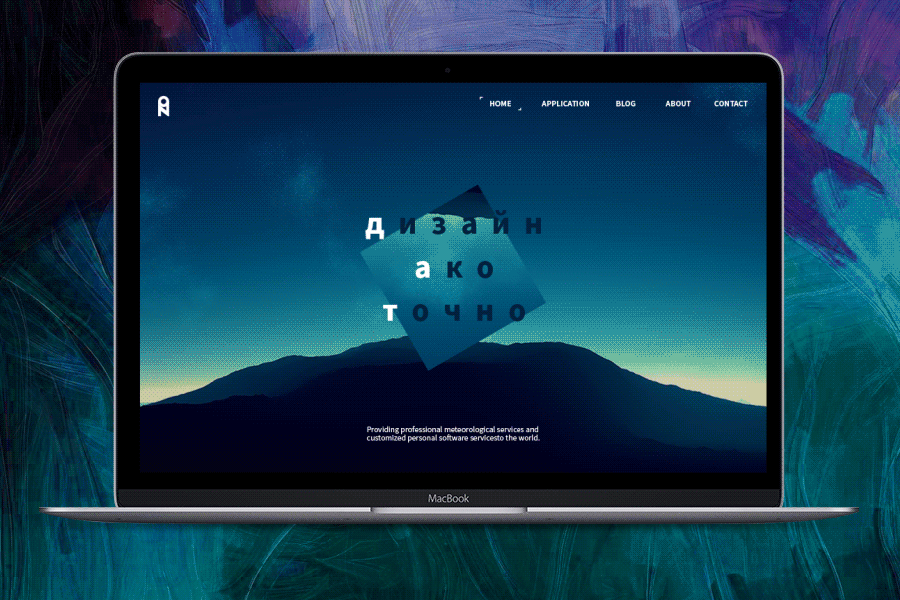 HOME APPLICATION BLOG ABOUT CONTACT
дизайн
ако
точно
Providing professional meteorological services and
customized personal software servicesto the world.
MacBook